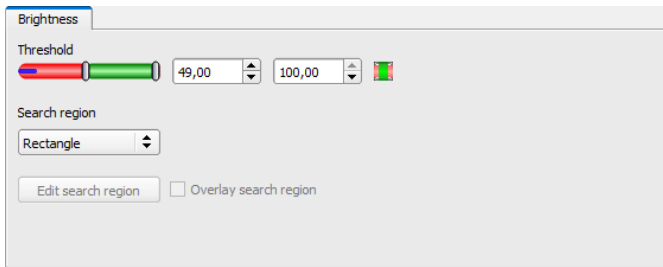 Brightness
Threshold
49,00 100,00
Search region
Rectangle
Edit search region Overlay search region